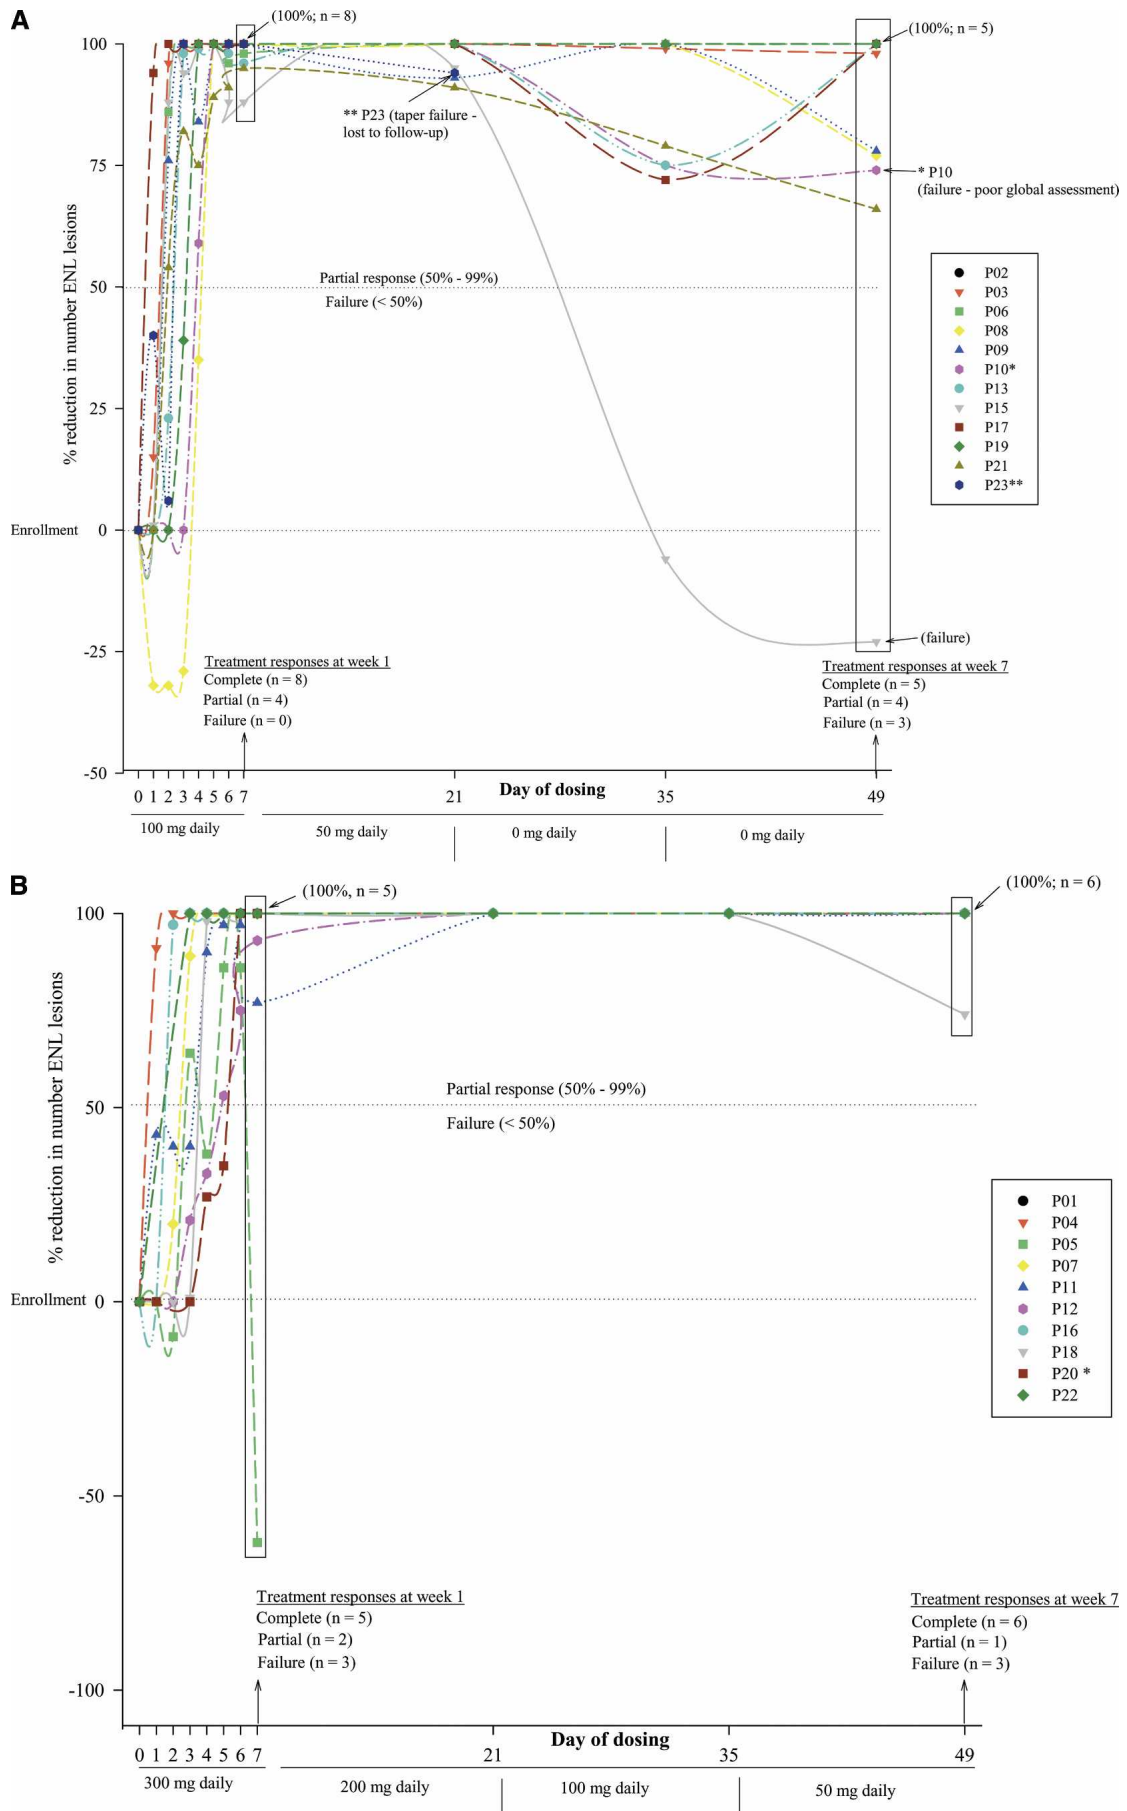 A
(100%; n = 8)
(100%; n = 5)
100
75
50
25
0
-25
-50
% reduction in number ENL lesions
** P23 (taper failure -
lost to follow-up)
* P10
(failure - poor global assessment)
Partial response (50% - 99%)
Failure (< 50%)
P02
P03
P06
P08
P09
P10*
P13
P15
P17
P19
P21
P23**
Enrollment
(failure)
Treatment responses at week 1
Complete (n = 8)
Partial (n = 4)
Failure (n = 0)
Treatment responses at week 7
Complete (n = 5)
Partial (n = 4)
Failure (n = 3)
0 1 2 3 4 5 6 7 21 35 49
Day of dosing
100 mg daily
50 mg daily
0 mg daily
0 mg daily
B
(100%, n = 5)
(100%; n = 6)
100
50
0
-50
-100
% reduction in number ENL lesions
Partial response (50% - 99%)
Failure (< 50%)
P01
P04
P05
P07
P11
P12
P16
P18
P20 *
P22
Enrollment
Treatment responses at week 1
Complete (n = 5)
Partial (n = 2)
Failure (n = 3)
Treatment responses at week 7
Complete (n = 6)
Partial (n = 1)
Failure (n = 3)
Day of dosing
0 1 2 3 4 5 6 7 21 35 49
300 mg daily
200 mg daily
100 mg daily
50 mg daily